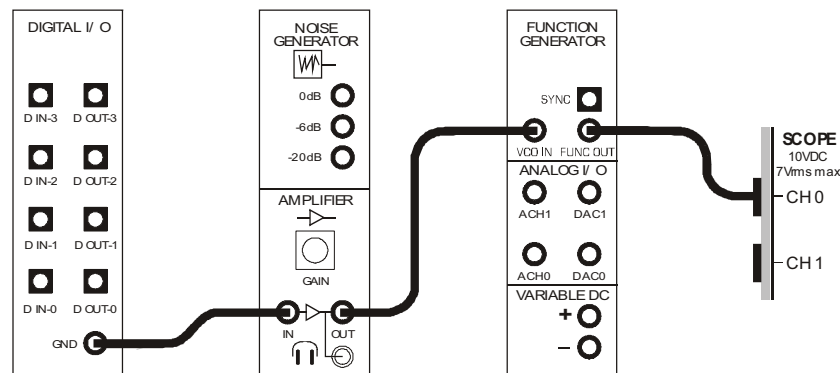 DIGITAL I/ O
D IN-3 D OUT-3
D IN-2 D OUT-2
D IN-1 D OUT-1
D IN-0 D OUT-0
GND
NOISE
GENERATOR
0dB
-6dB
-20dB
AMPLIFIER
GAIN
IN OUT
FUNCTION
GENERATOR
SYNC
VCO IN FUNC OUT
ANALOG I/ O
ACH1 DAC1
ACH0 DAC0
VARIABLE DC
+
−
SCOPE
10VDC
7Vrms max
CH 0
CH 1